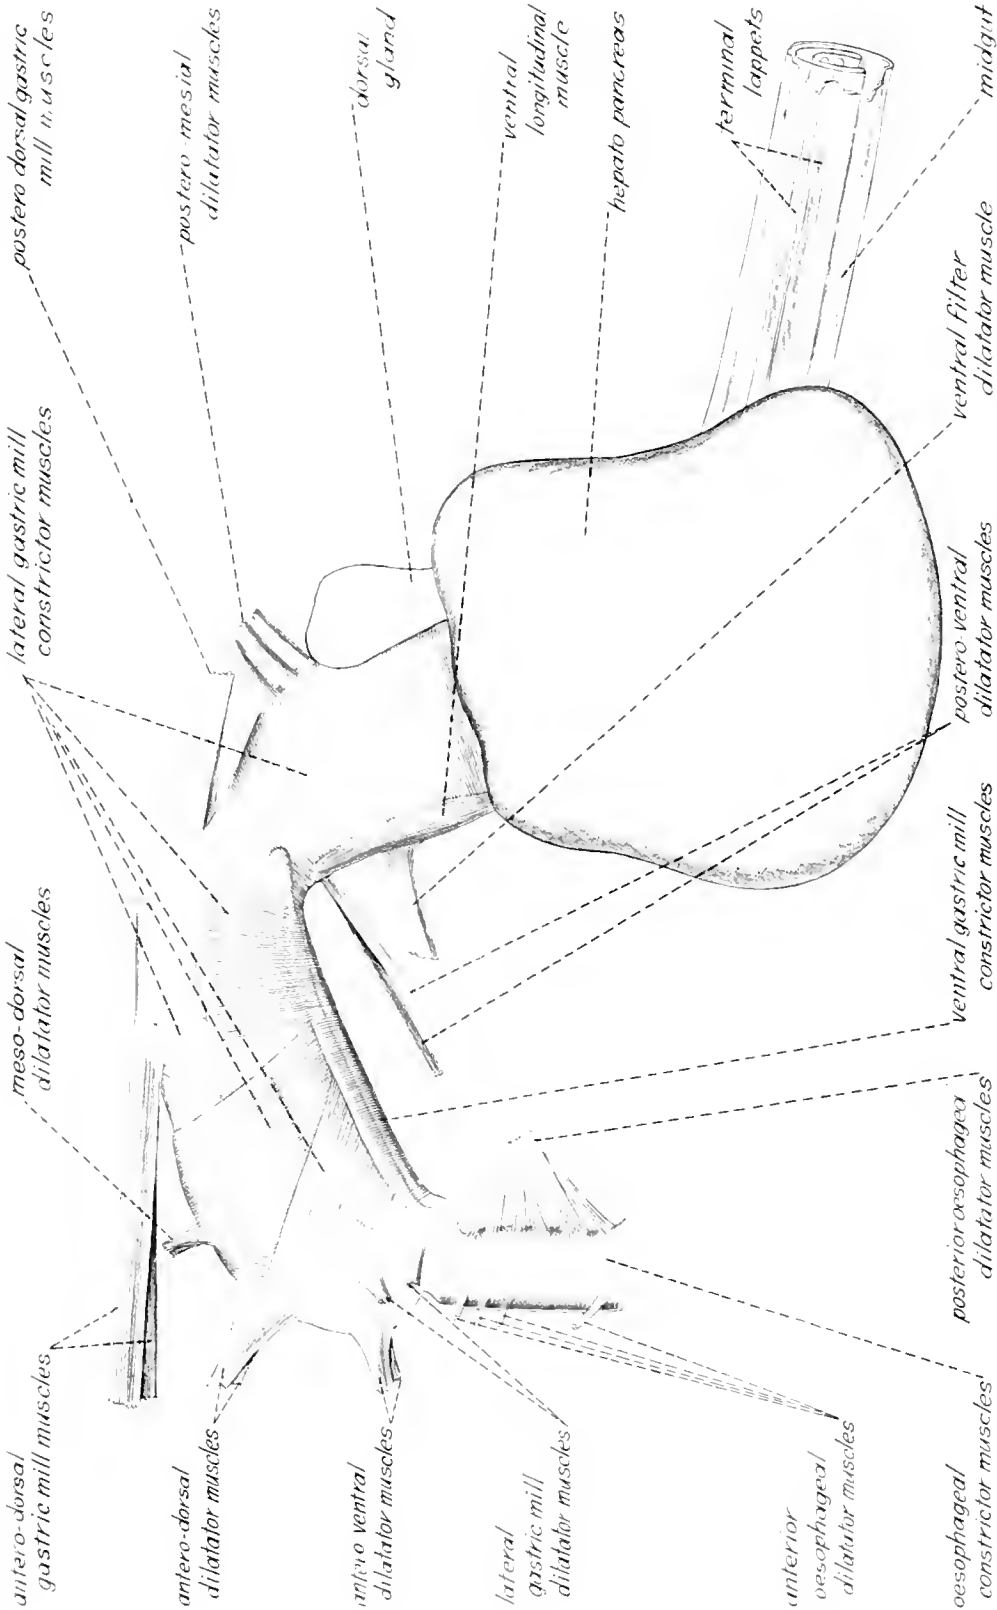 antero-dorsal
gastric mill muscles
meso-dorsal
dilatator muscles
lateral gastric mill
constrictor muscles
postero dorsal gastric
mill muscles
antero-dorsal
dilatator muscles
postero-mesial
dilatator muscles
antero ventral
dilatator muscles
dorsal
gland
lateral
gastric mill
dilatator muscles
ventral
longitudinal
muscle
hepato pancreas
terminal
lappets
anterior
oesophageal
dilatator muscles
oesophageal
constrictor muscles
posterior oesophagea
dilatator muscles
ventral gastric mill
constrictor muscles
postero-ventral
dilatator muscles
ventral filter
dilatator muscle
midgut